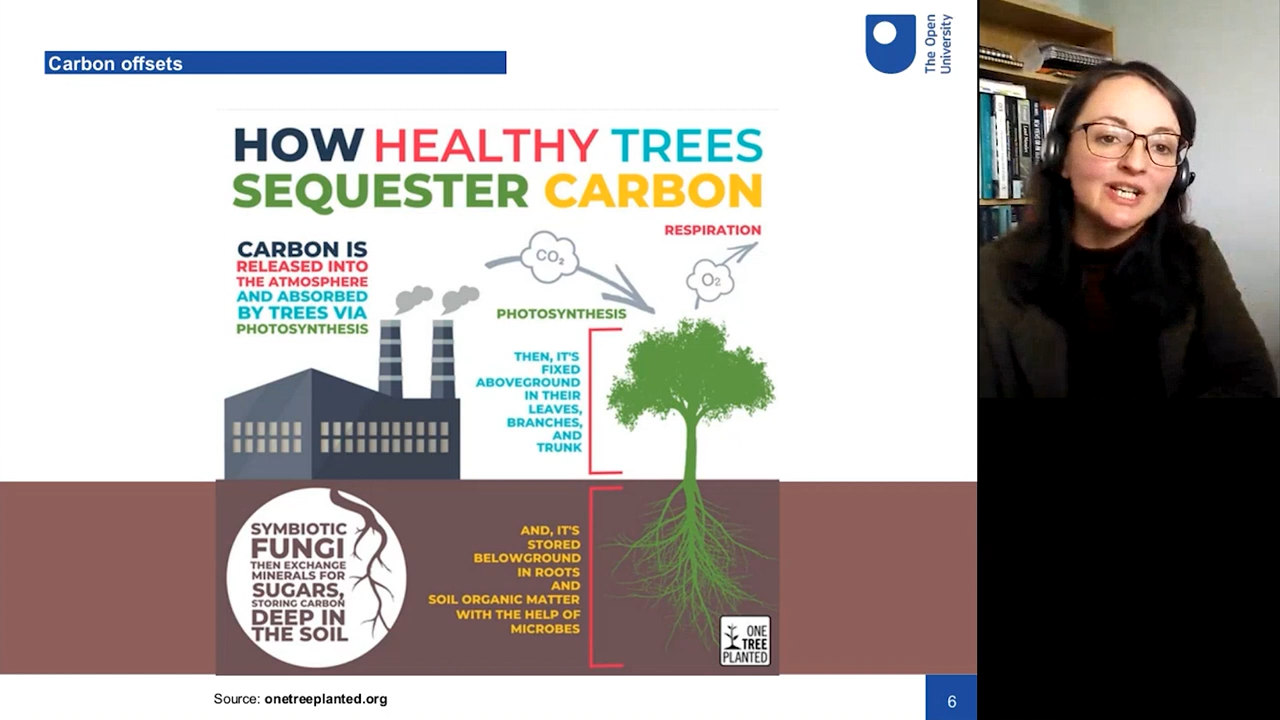 Carbon offsets
The Open
University
HOW HEALTHY TREES
SEQUESTER CARBON
RESPIRATION
CARBON IS
RELEASED INTO
THE ATMOSPHERE
AND ABSORBED
BY TREES VIA
PHOTOSYNTHESIS
CO₂
O₂
PHOTOSYNTHESIS
THEN, IT'S
FIXED
ABOVEGROUND
IN THEIR
LEAVES,
BRANCHES,
AND
TRUNK
SYMBIOTIC
FUNGI
THEN EXCHANGE
MINERALS FOR
SUGARS,
STORING CARBON
DEEP IN
THE SOIL
AND, IT'S
STORED
BELOWGROUND
IN ROOTS
AND
SOIL ORGANIC MATTER
WITH THE HELP OF
MICROBES
ONE
TREE
PLANTED
Source: onetreeplanted.org
6